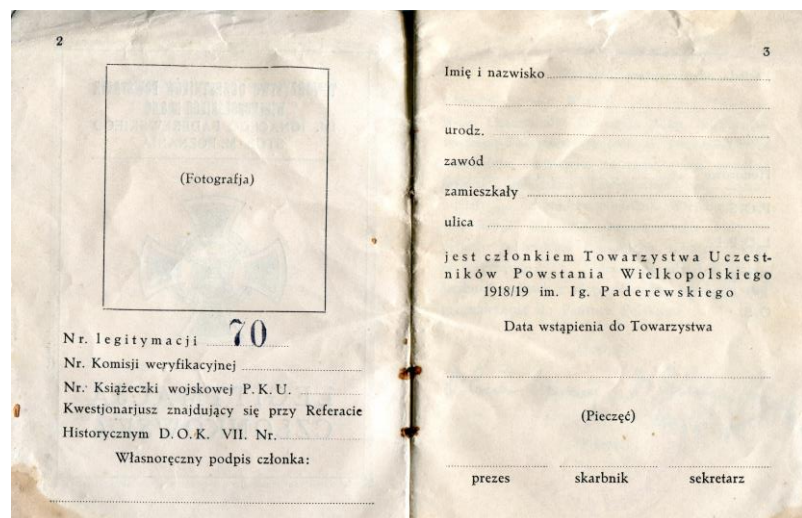 2
(Fotografja)
Nr. legitymacji 70
Nr. Komisji weryfikacyjnej
Nr. Książeczki wojskowej P.K.U.
Kwestjonarjusz znajdujący się przy Referacie
Historycznym D.O.K. VII. Nr.
Własnoręczny podpis członka:
3
Imię i nazwisko
urodz.
zawód
zamieszkały
ulica
jest członkiem Towarzystwa Uczest-
ników Powstania Wielkopolskiego
1918/19 im. Ig. Paderewskiego
Data wstąpienia do Towarzystwa
(Pieczęć)
prezes skarbnik sekretarz